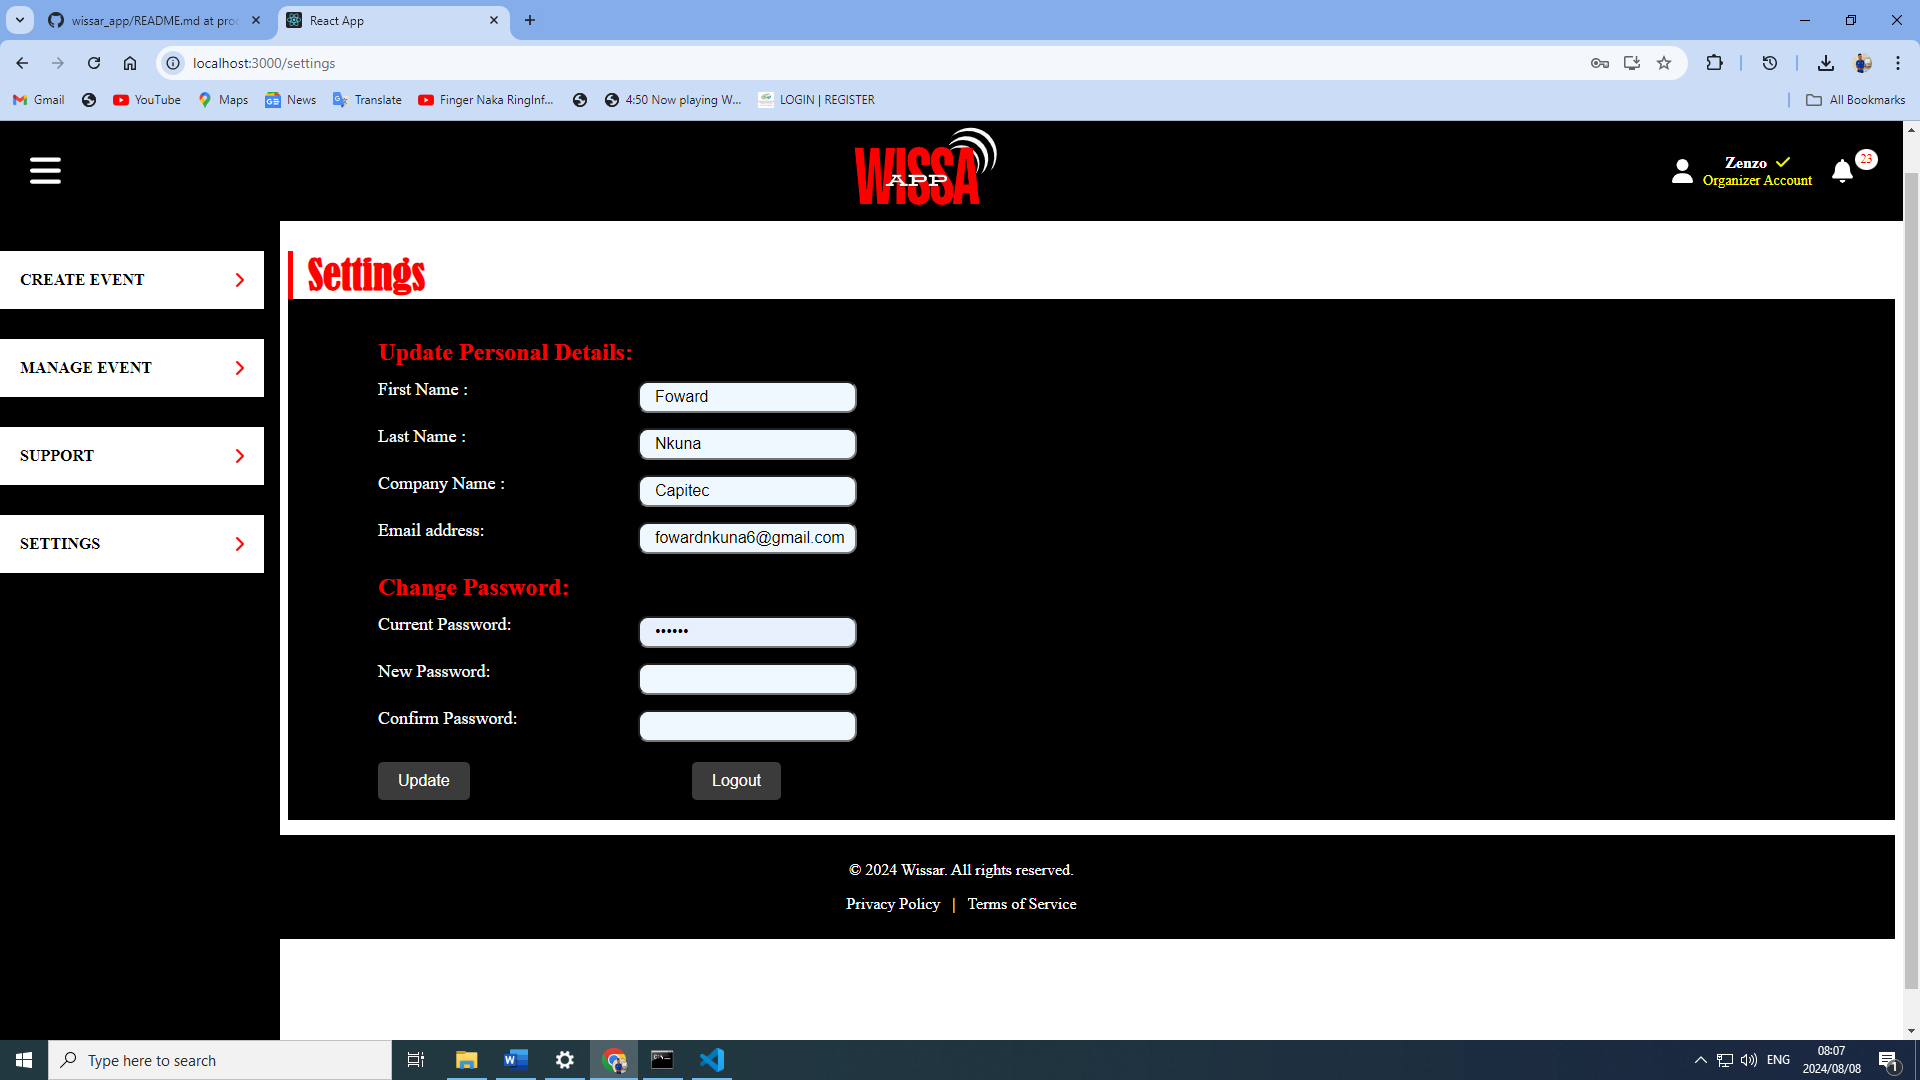 wissar_app/README.md at proc
React App
localhost:3000/settings
Gmail
YouTube
Maps
News
Translate
Finger Naka RingInf...
4:50 Now playing W...
LOGIN | REGISTER
All Bookmarks
WISSA
APP
Zenzo
Organizer Account
23
CREATE EVENT
MANAGE EVENT
SUPPORT
SETTINGS
Settings
Update Personal Details:
First Name :
Foward
Last Name :
Nkuna
Company Name :
Capitec
Email address:
fowardnkuna6@gmail.com
Change Password:
Current Password:
••••••
New Password:
Confirm Password:
Update
Logout
© 2024 Wissar. All rights reserved.
Privacy Policy | Terms of Service
Type here to search
ENG
08:07
2024/08/08
1